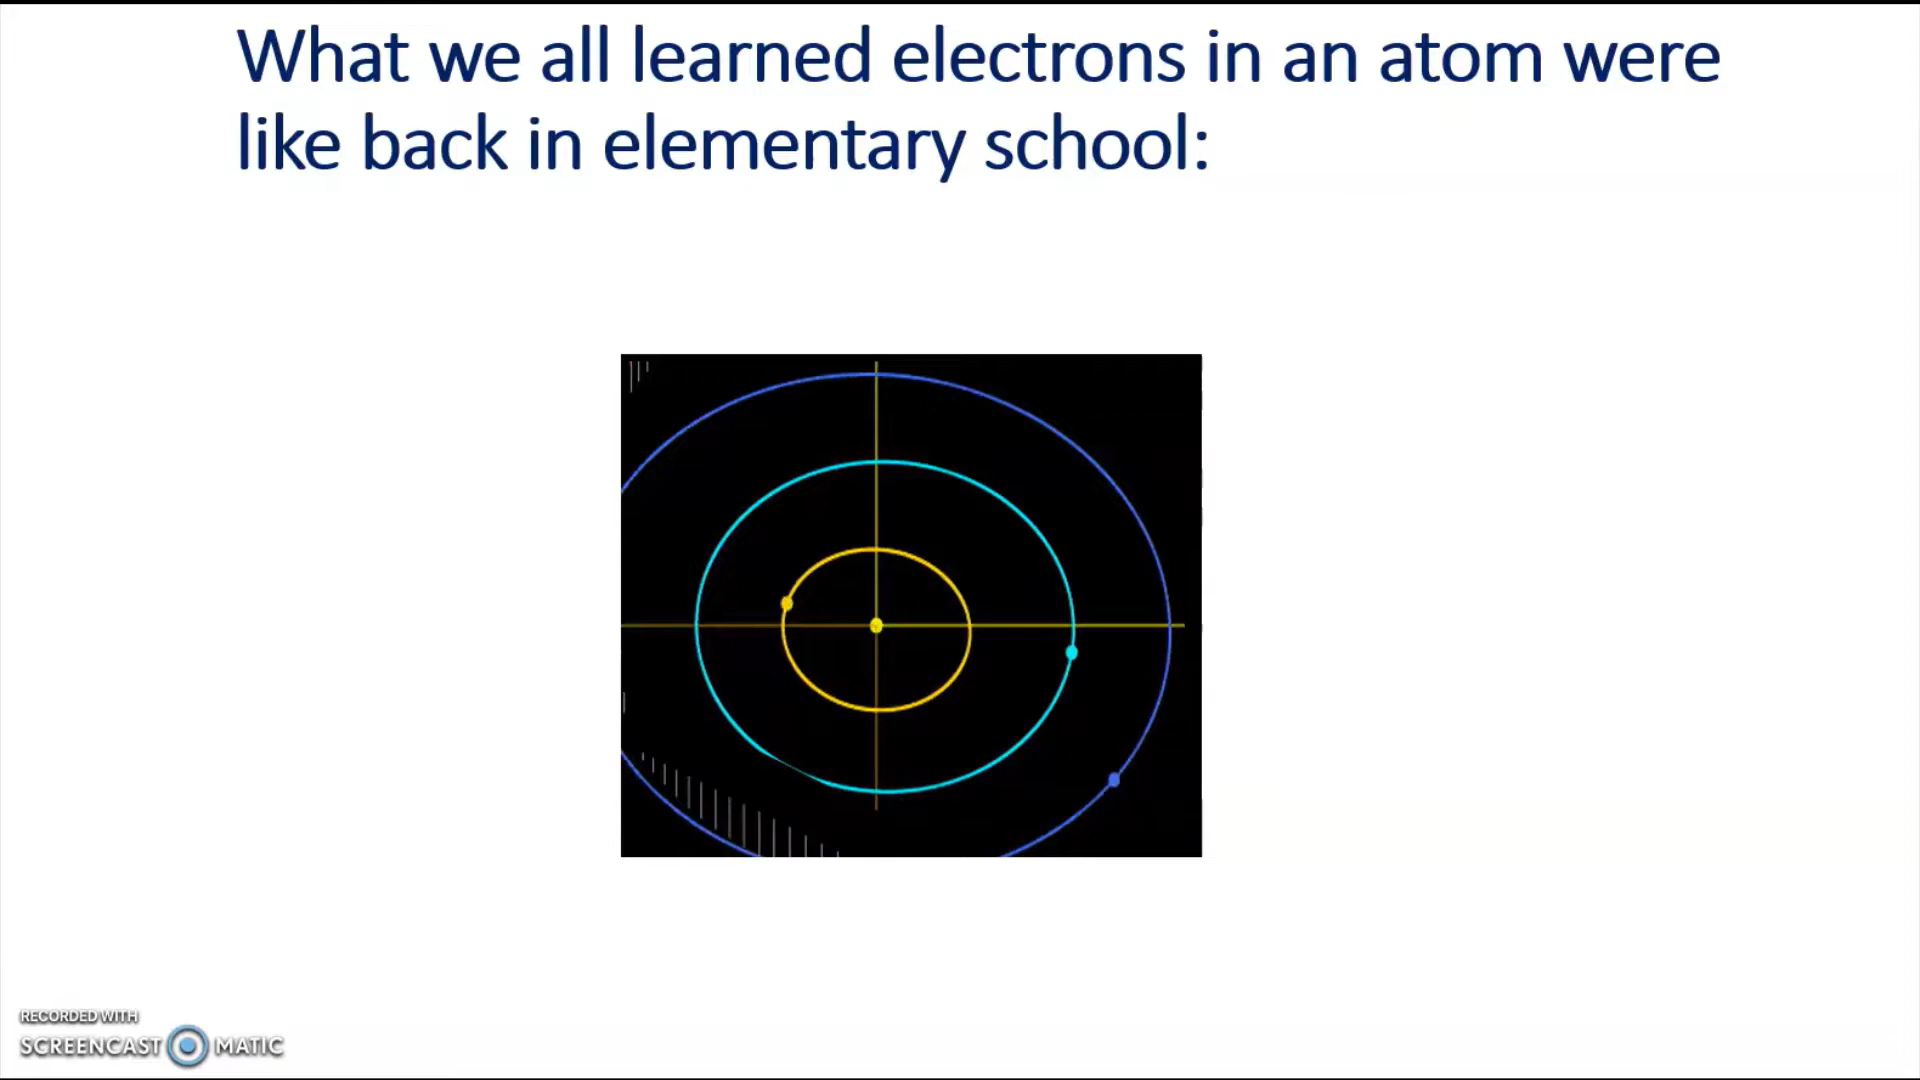 What we all learned electrons in an atom were
like back in elementary school:
RECORDED WITH
SCREENCAST MATIC